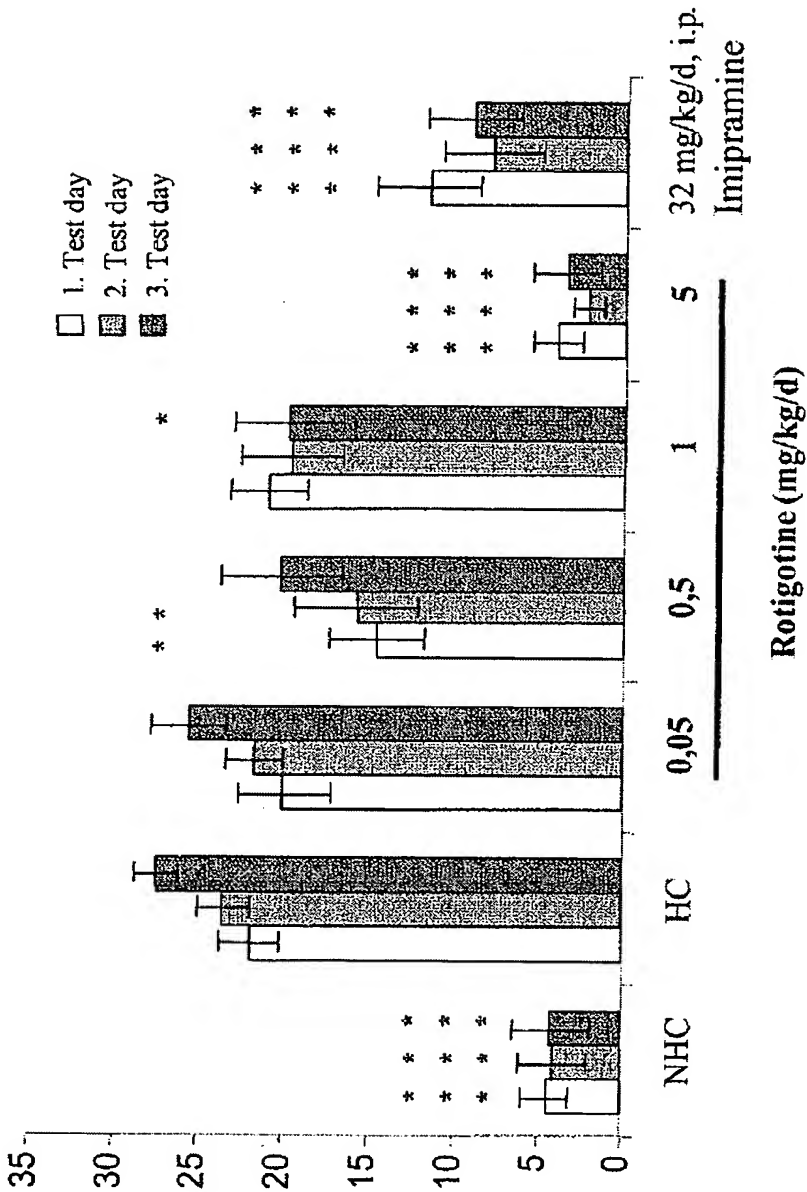 1. Test day
2. Test day
3. Test day
35
30
25
20
15
10
5
0
* * *
* * *
* * *
* *
*
* * *
* * *
* * *
* * *
* * *
* * *
NHC
HC
0,05
0,5
1
5
32 mg/kg/d, i.p.
Imipramine
Rotigotine (mg/kg/d)